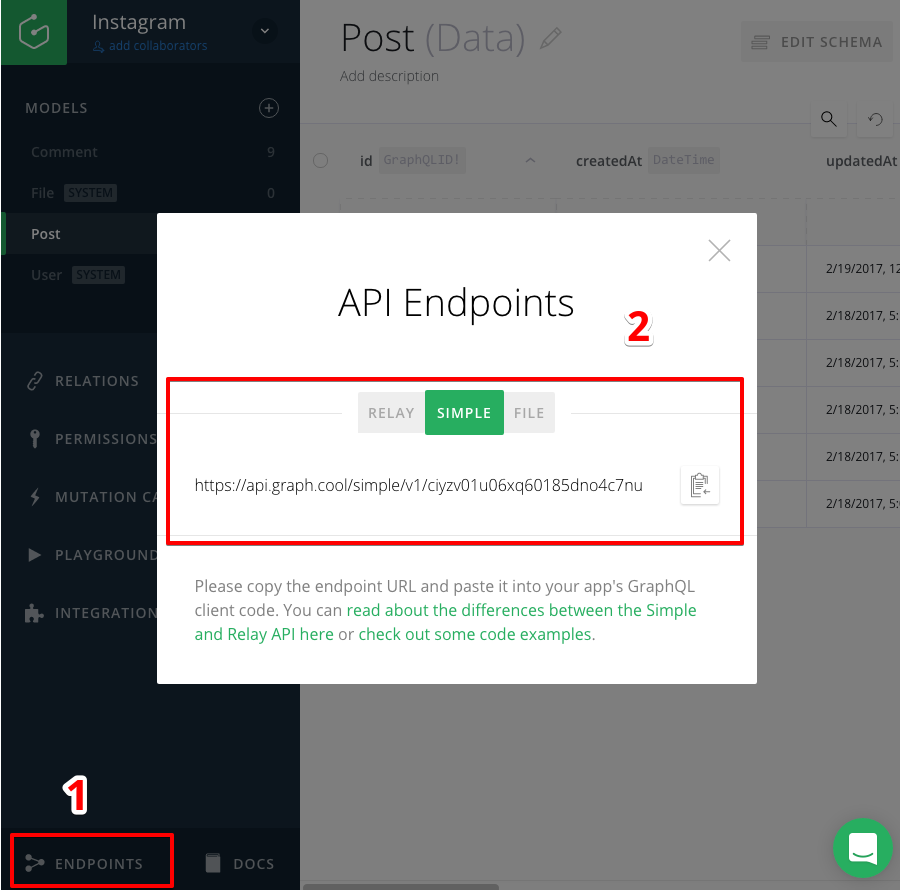 Instagram
add collaborators
MODELS
Comment 9
File SYSTEM 0
Post
User SYSTEM
RELATIONS
PERMISSIONS
MUTATION CA
PLAYGROUND
INTEGRATION
1
ENDPOINTS
DOCS
Post (Data)
Add description
EDIT SCHEMA
id GraphQLID! createdAt DateTime updatedAt
2/19/2017, 12
2/18/2017, 5:
2/18/2017, 5:
2/18/2017, 5:
2/18/2017, 5:
2/18/2017, 5:
API Endpoints
2
RELAY SIMPLE FILE
https://api.graph.cool/simple/v1/ciyzv01u06xq60185dno4c7nu
Please copy the endpoint URL and paste it into your app's GraphQL
client code. You can read about the differences between the Simple
and Relay API here or check out some code examples.